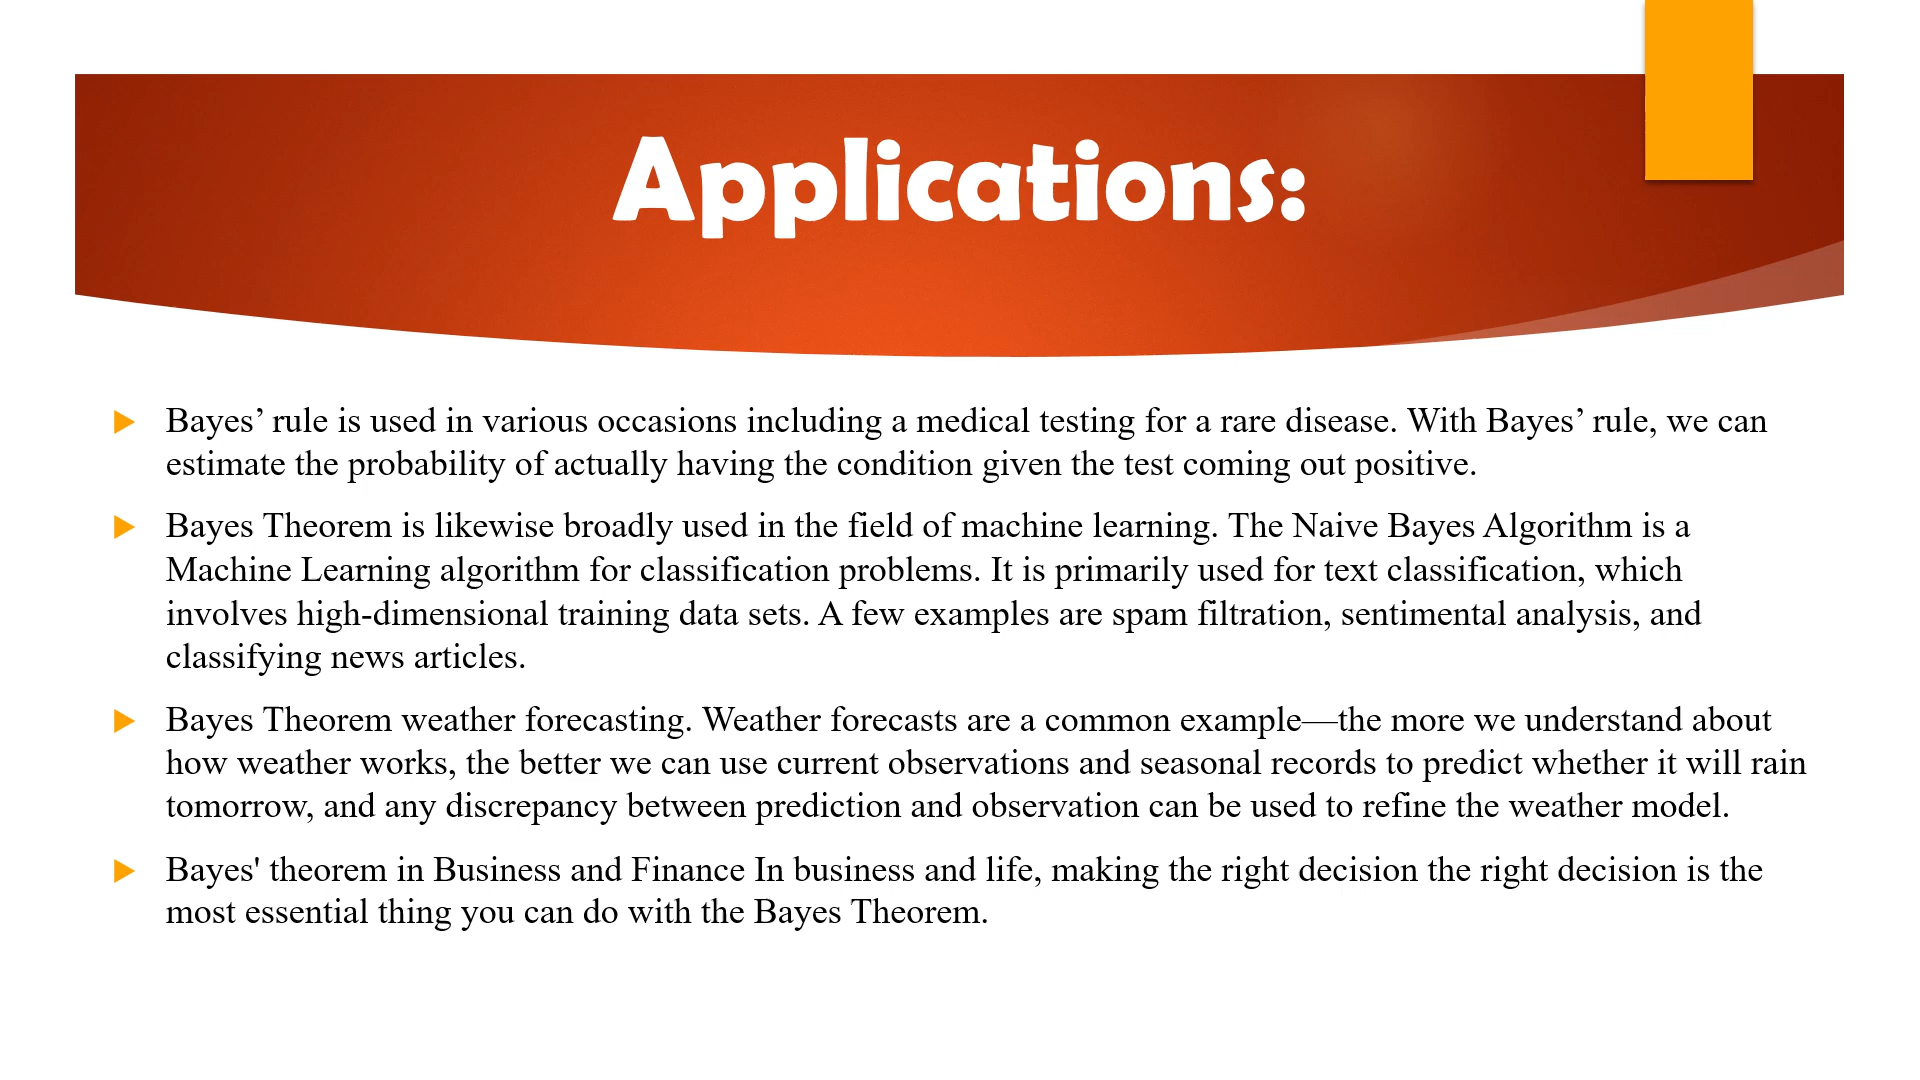 Applications:
Bayes’ rule is used in various occasions including a medical testing for a rare disease. With Bayes’ rule, we can
estimate the probability of actually having the condition given the test coming out positive.
Bayes Theorem is likewise broadly used in the field of machine learning. The Naive Bayes Algorithm is a
Machine Learning algorithm for classification problems. It is primarily used for text classification, which
involves high-dimensional training data sets. A few examples are spam filtration, sentimental analysis, and
classifying news articles.
Bayes Theorem weather forecasting. Weather forecasts are a common example—the more we understand about
how weather works, the better we can use current observations and seasonal records to predict whether it will rain
tomorrow, and any discrepancy between prediction and observation can be used to refine the weather model.
Bayes' theorem in Business and Finance In business and life, making the right decision the right decision is the
most essential thing you can do with the Bayes Theorem.